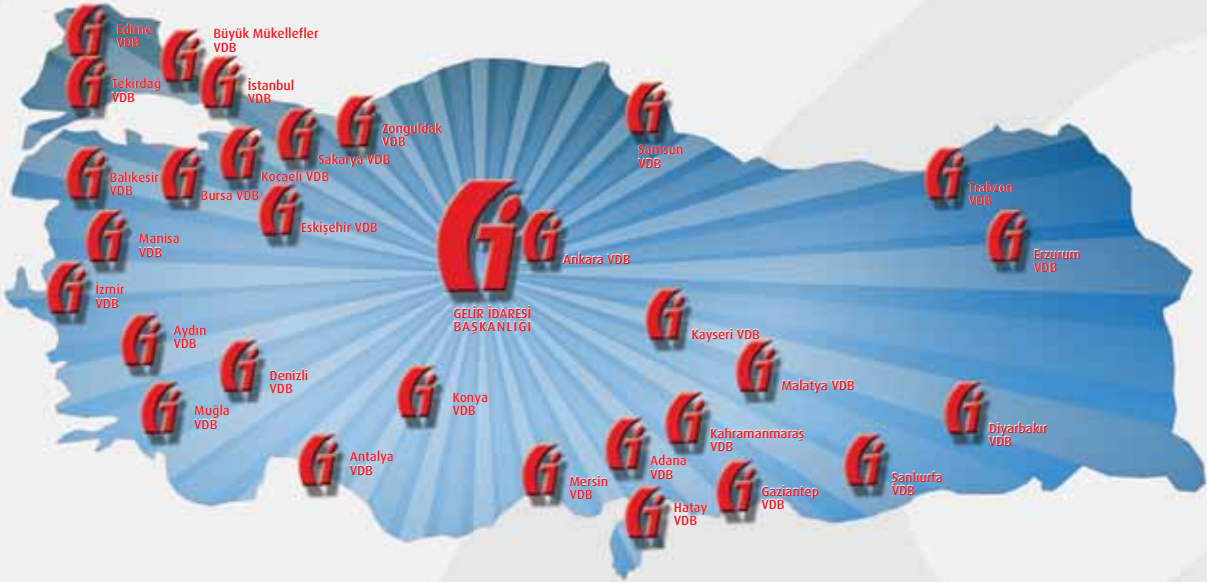 Edirne
VDB
Büyük Mükellefler
VDB
Tekirdağ
VDB
İstanbul
VDB
Zonguldak
VDB
Sakarya VDB
Samsun
VDB
Balıkesir
VDB
Bursa VDB
Kocaeli VDB
Trabzon
VDB
Eskişehir VDB
Manisa
VDB
Ankara VDB
Erzurum
VDB
İzmir
VDB
GELİR İDARESİ
BAŞKANLIĞI
Aydın
VDB
Kayseri VDB
Denizli
VDB
Malatya VDB
Muğla
VDB
Konya
VDB
Kahramanmaraş
VDB
Diyarbakır
VDB
Antalya
VDB
Adana
VDB
Mersin
VDB
Gaziantep
VDB
Şanlıurfa
VDB
Hatay
VDB